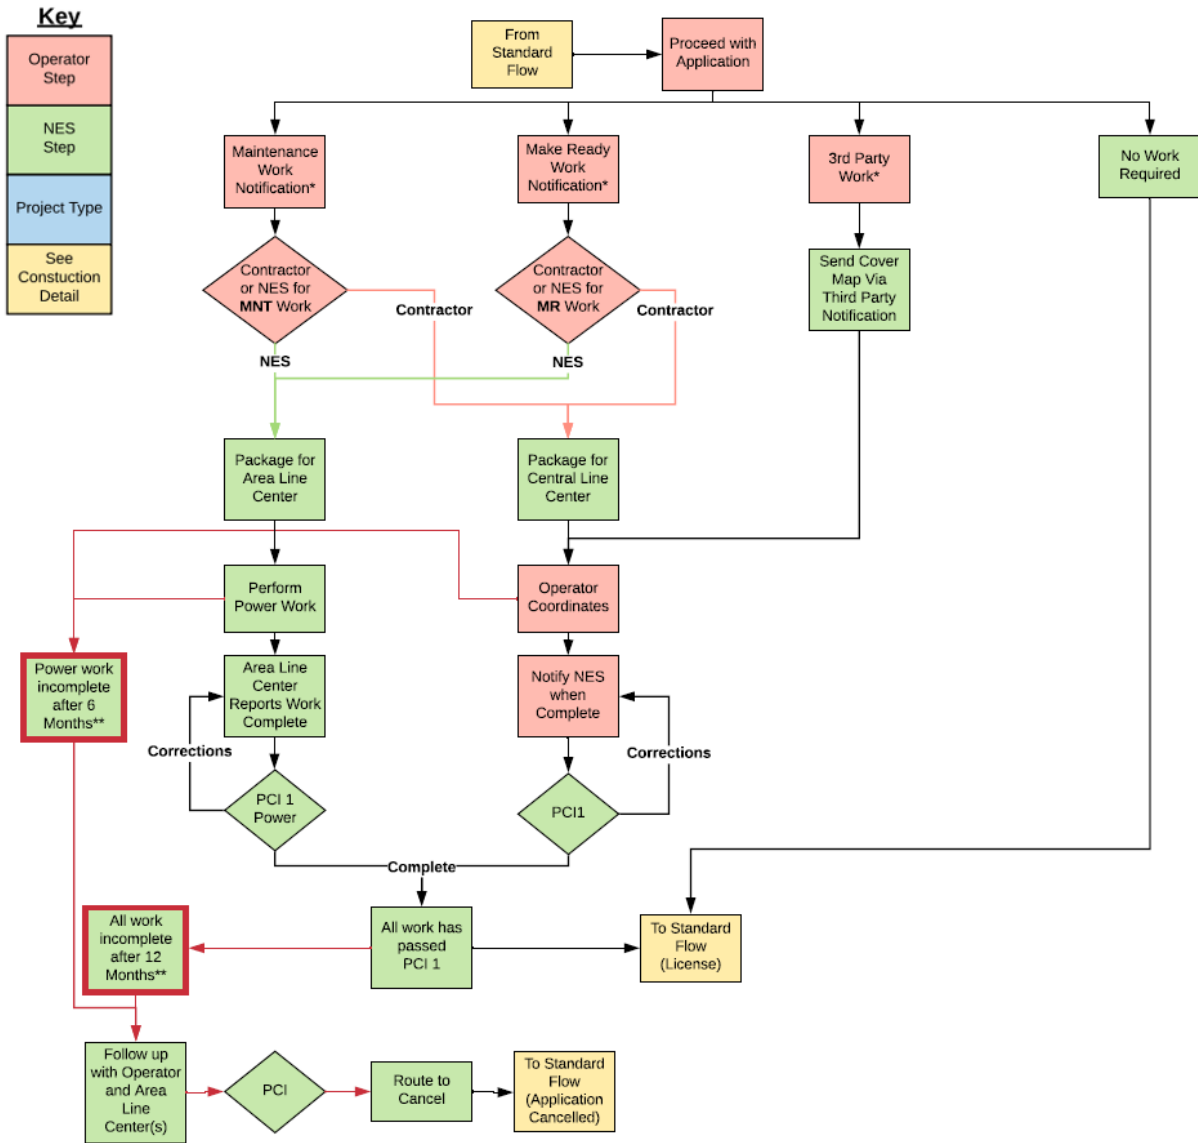 Key
Operator
Step
NES
Step
Project Type
See
Constuction
Detail
From
Standard
Flow
Proceed with
Application
Maintenance
Work
Notification*
Make Ready
Work
Notification*
3rd Party
Work*
No Work
Required
Contractor
or NES for
MNT Work
Contractor
Contractor
or NES for
MR Work
Contractor
Send Cover
Map Via
Third Party
Notification
NES
NES
Package for
Area Line
Center
Package for
Central Line
Center
Perform
Power Work
Operator
Coordinates
Power work
incomplete
after 6
Months**
Area Line
Center
Reports Work
Complete
Notify NES
when
Complete
Corrections
Corrections
PCI 1
Power
PCI1
Complete
All work
incomplete
after 12
Months**
All work has
passed
PCI 1
To Standard
Flow
(License)
Follow up
with Operator
and Area
Line
Center(s)
PCI
Route to
Cancel
To Standard
Flow
(Application
Cancelled)